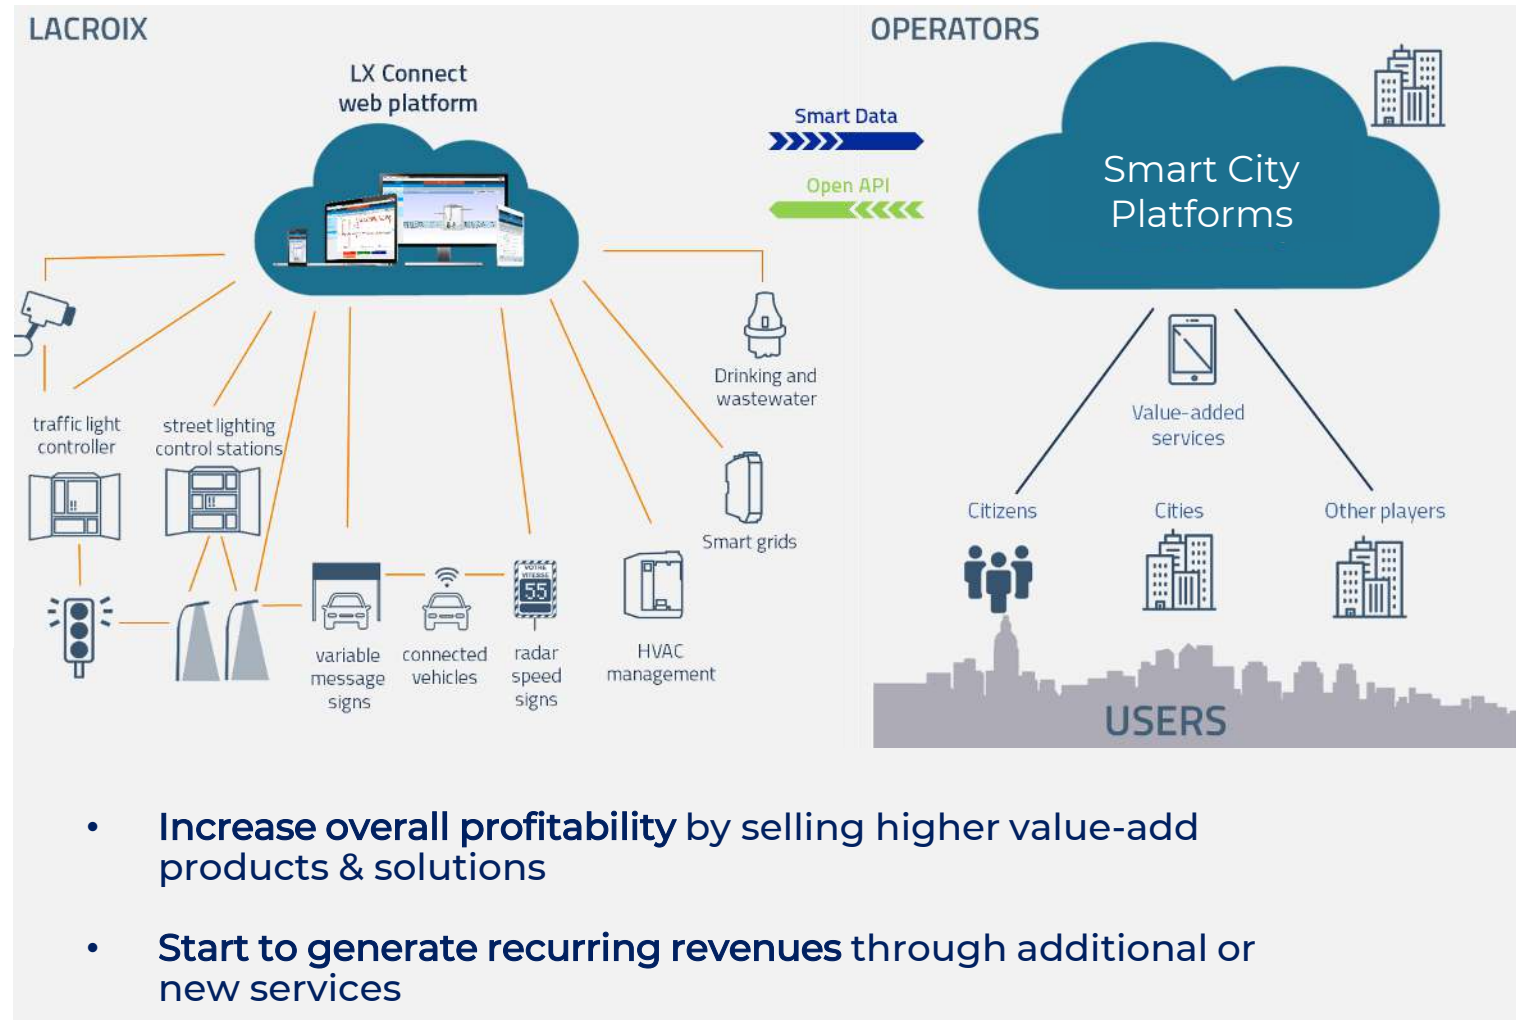 LACROIX
LX Connect
web platform
traffic light
controller
street lighting
control stations
variable
message
signs
connected
vehicles
VOTRE
VITESSE
55
radar
speed
signs
HVAC
management
Smart grids
Drinking and
wastewater
Smart Data
Open API
OPERATORS
Smart City
Platforms
Value-added
services
Citizens
Cities
Other players
USERS
• Increase overall profitability by selling higher value-add
products & solutions
• Start to generate recurring revenues through additional or
new services